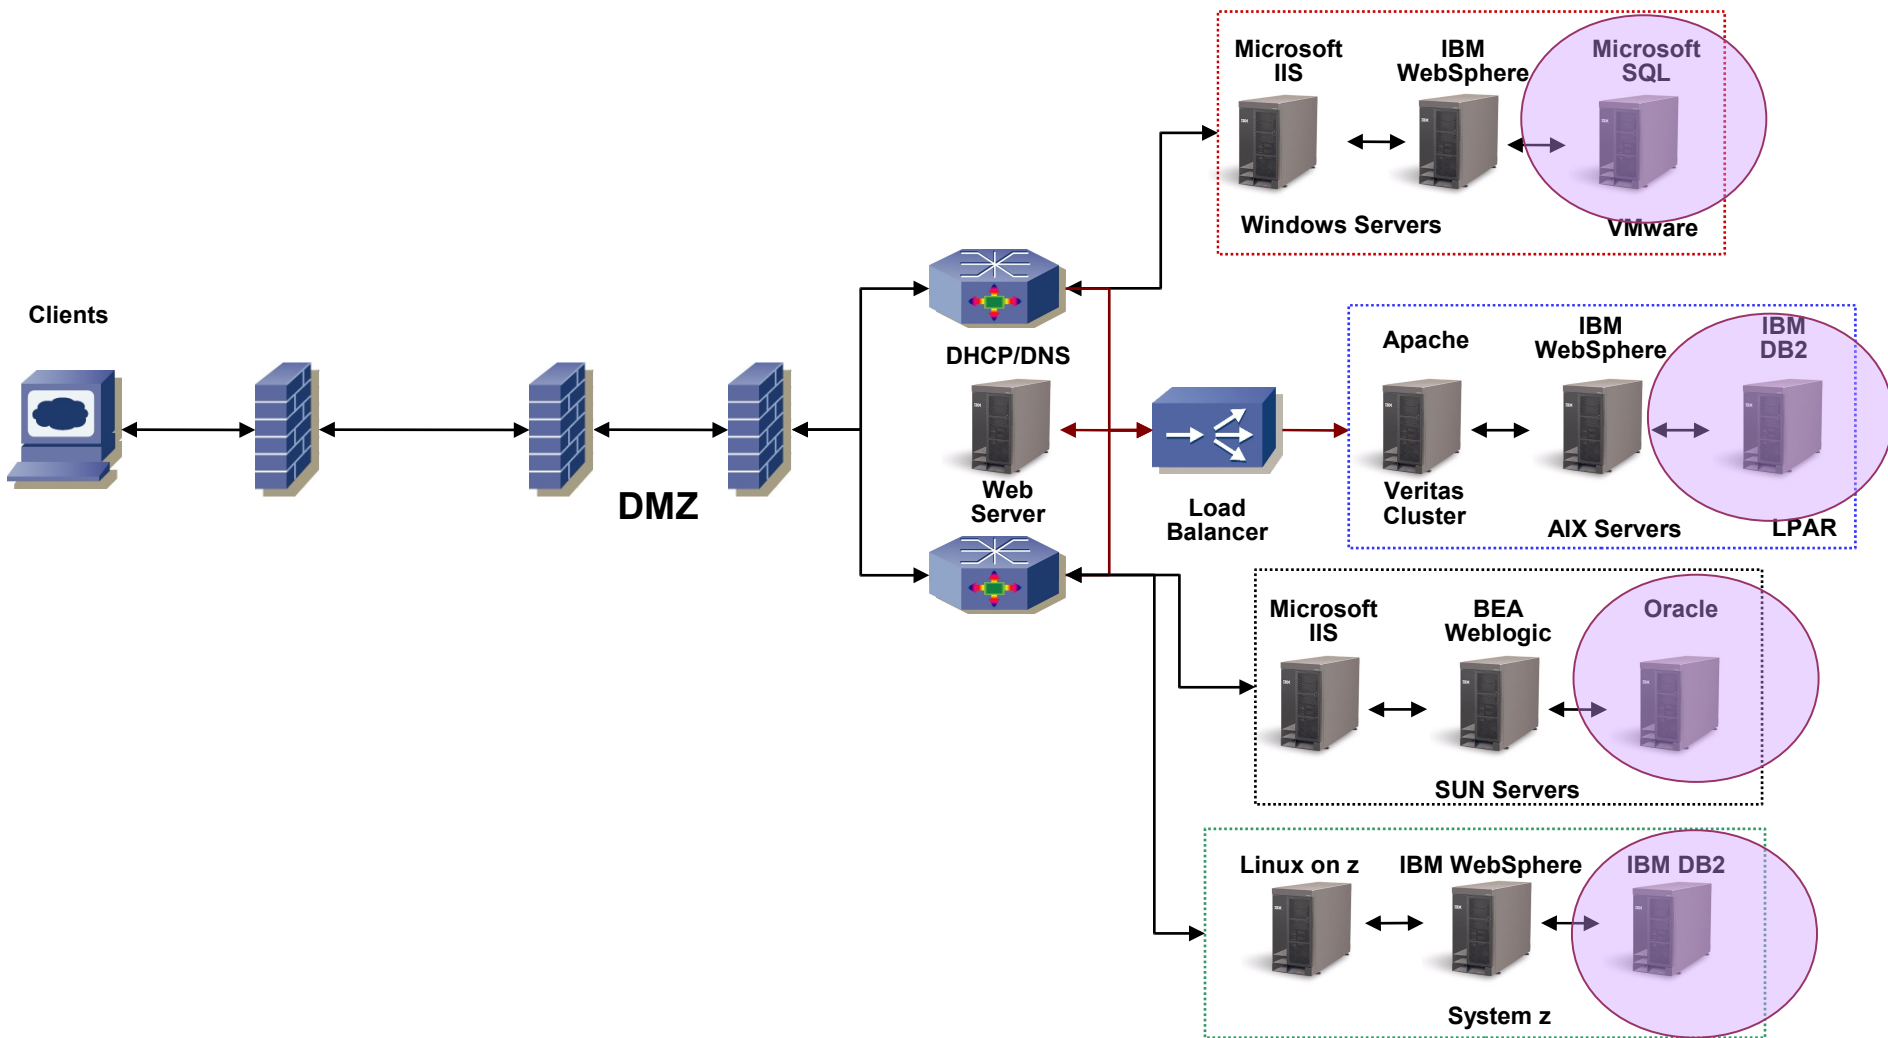 Microsoft
IIS
IBM
WebSphere
Microsoft
SQL
Windows Servers
VMware
Clients
DHCP/DNS
Web
Server
DMZ
Load
Balancer
Apache
IBM
WebSphere
IBM
DB2
Veritas
Cluster
AIX Servers
LPAR
Microsoft
IIS
BEA
Weblogic
Oracle
SUN Servers
Linux on z
IBM WebSphere
IBM DB2
System z